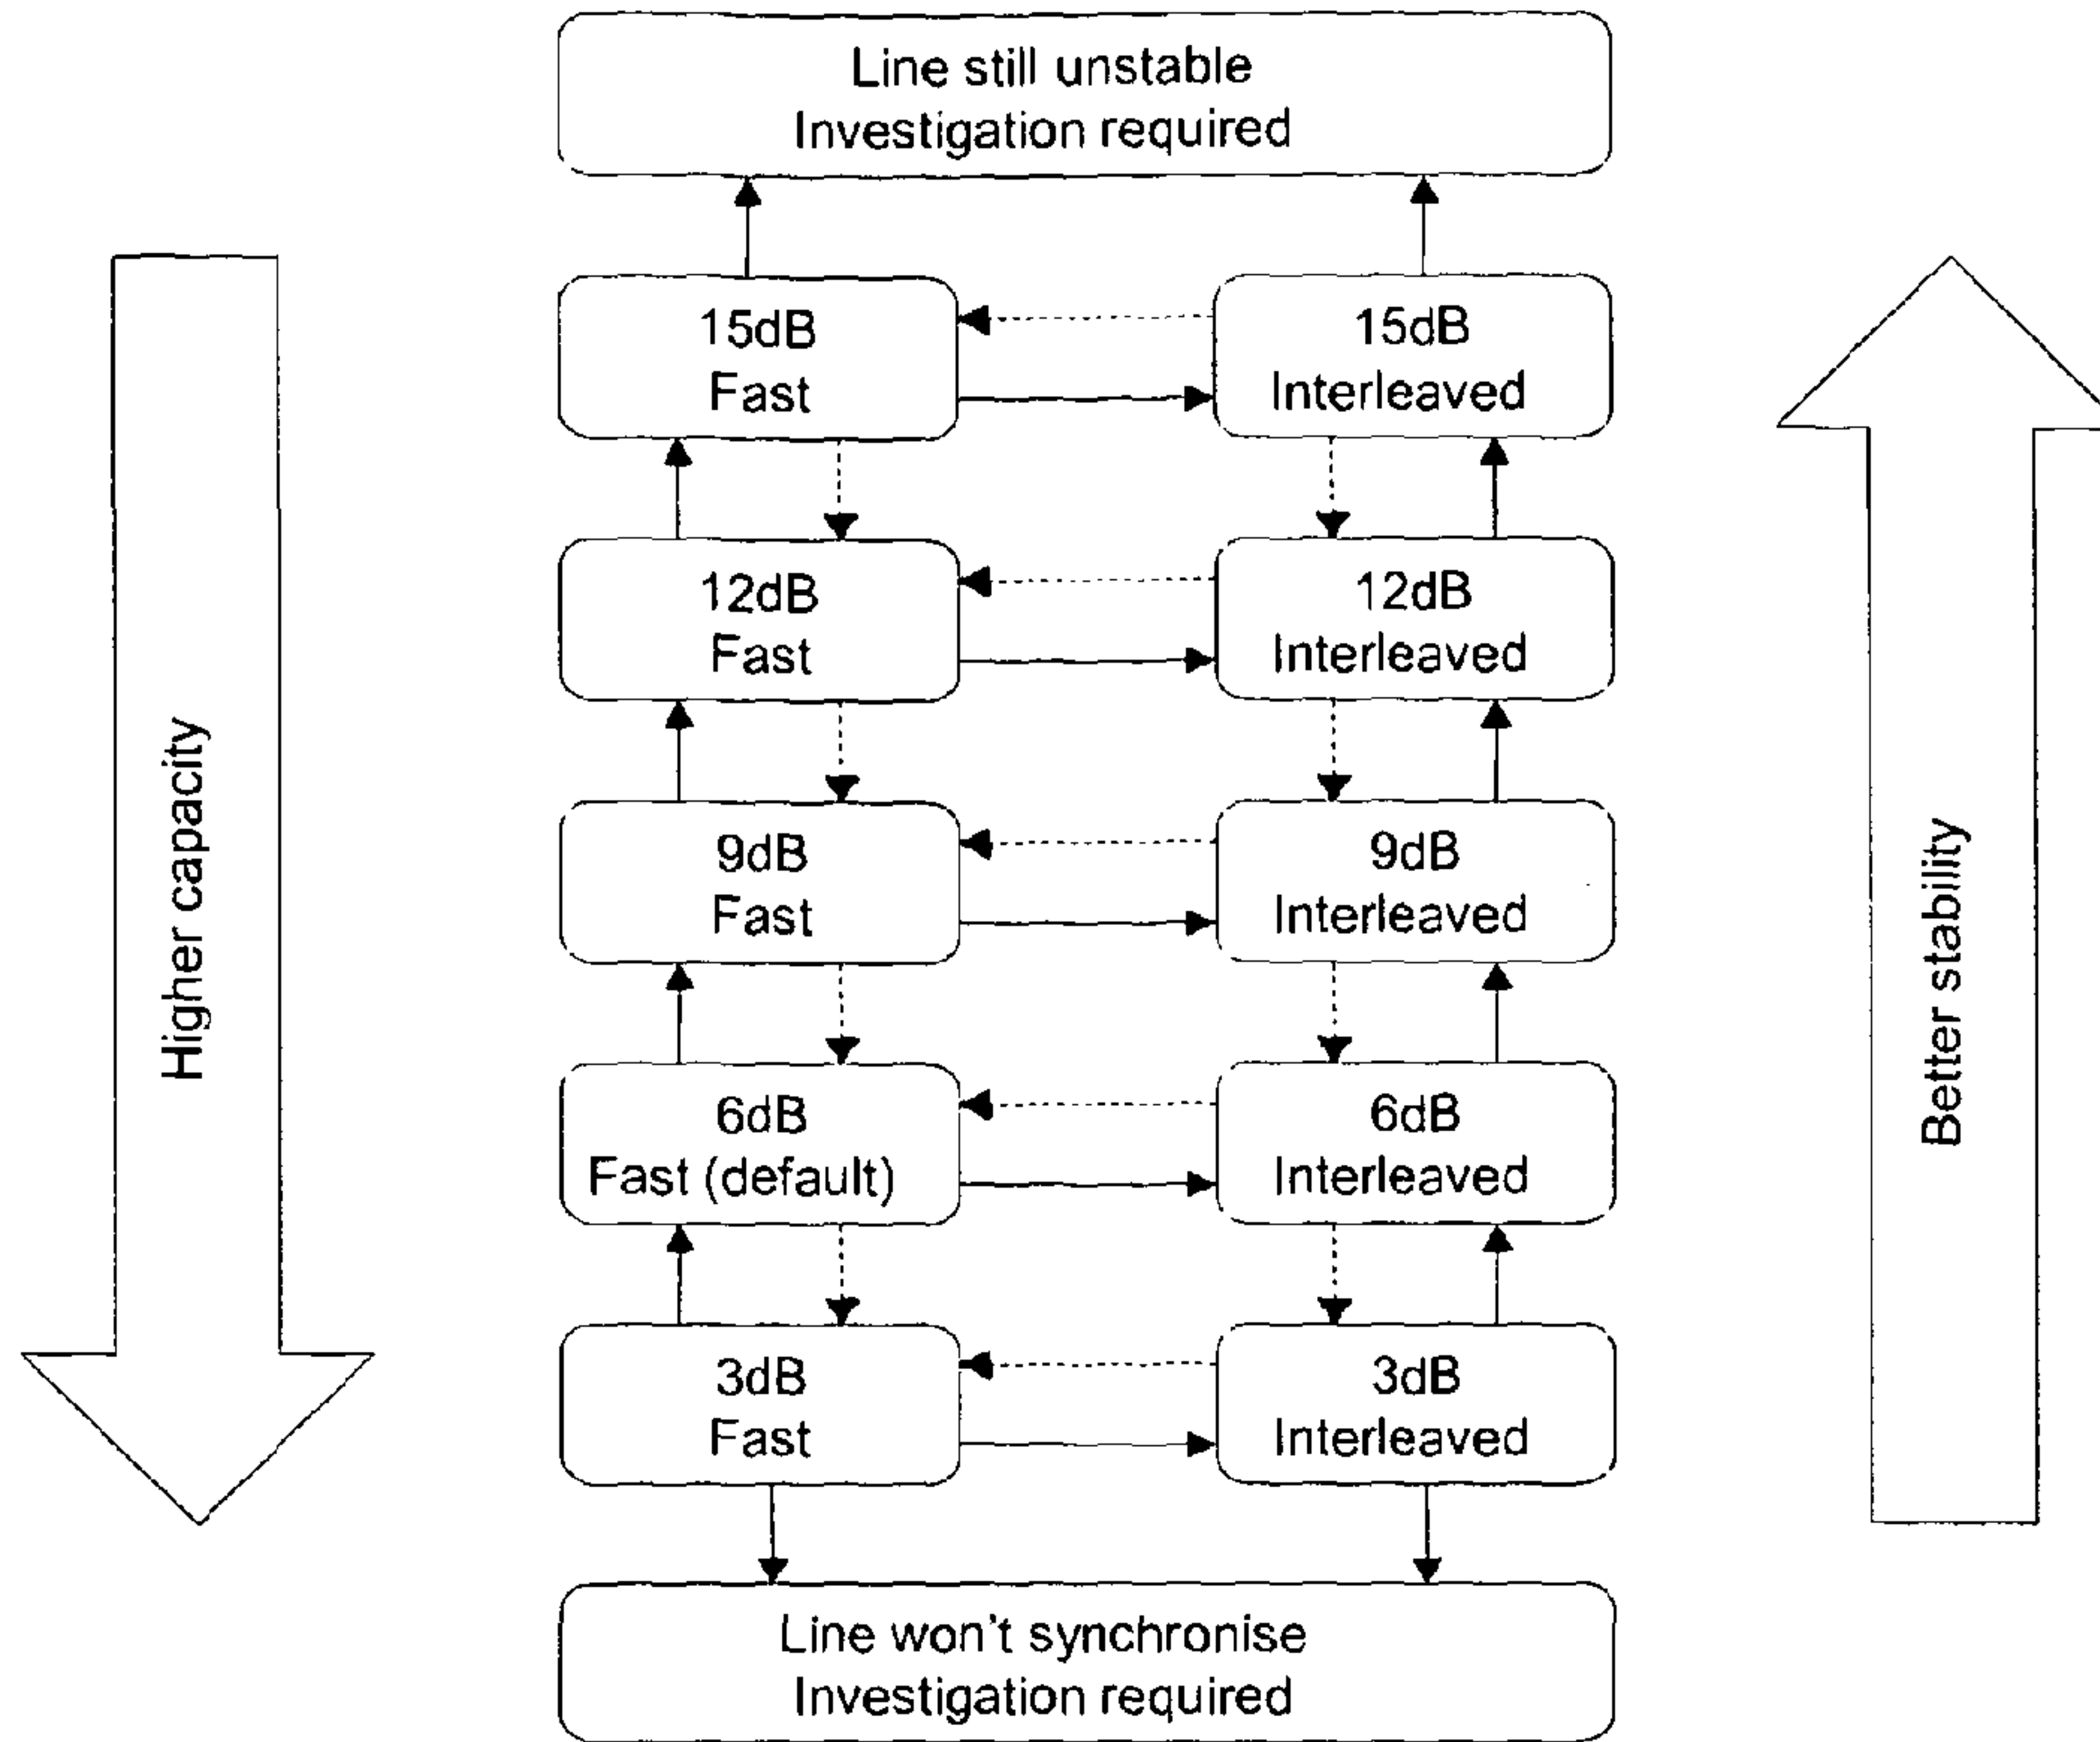 Line still unstable
Investigation required
15dB
Fast
15dB
Interleaved
12dB
Fast
12dB
Interleaved
9dB
Fast
9dB
Interleaved
6dB
Fast (default)
6dB
Interleaved
3dB
Fast
3dB
Interleaved
Line won't synchronise
Investigation required
Higher capacity
Better stability